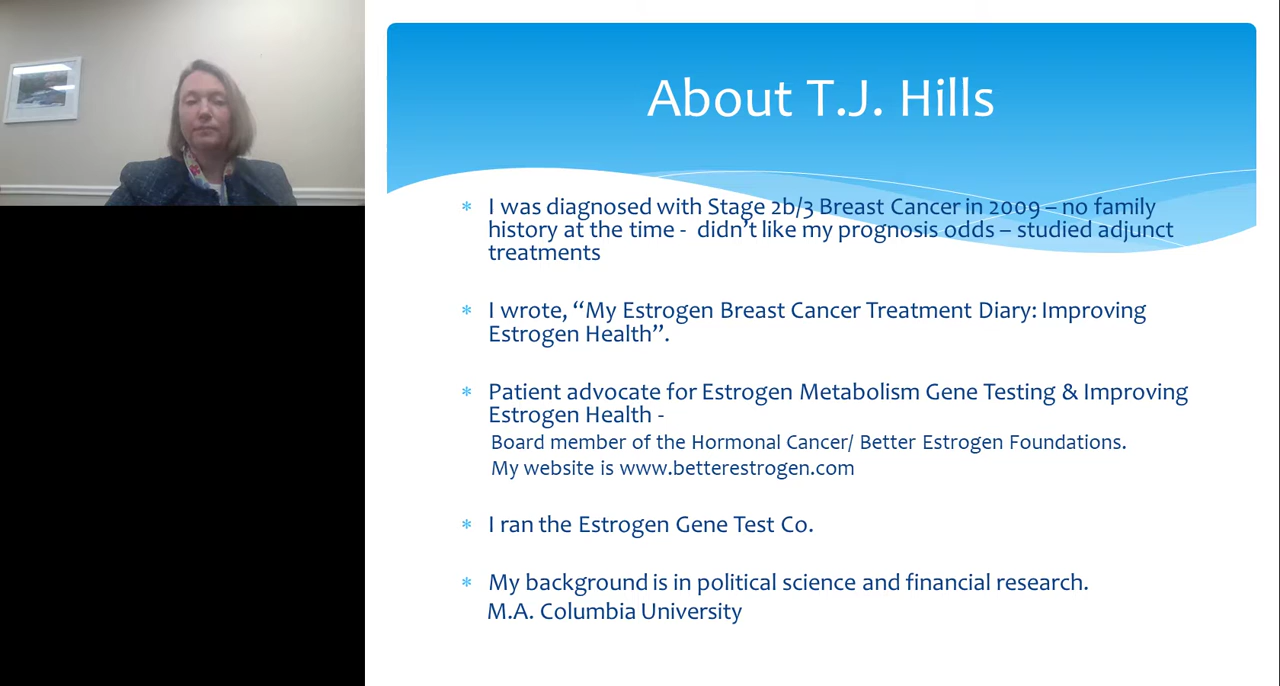 About T.J. Hills
* I was diagnosed with Stage 2b/3 Breast Cancer in 2009 – no family
history at the time -  didn’t like my prognosis odds – studied adjunct
treatments
* I wrote, “My Estrogen Breast Cancer Treatment Diary: Improving
Estrogen Health”.
* Patient advocate for Estrogen Metabolism Gene Testing & Improving
Estrogen Health -
Board member of the Hormonal Cancer/ Better Estrogen Foundations.
My website is www.betterestrogen.com
* I ran the Estrogen Gene Test Co.
* My background is in political science and financial research.
M.A. Columbia University